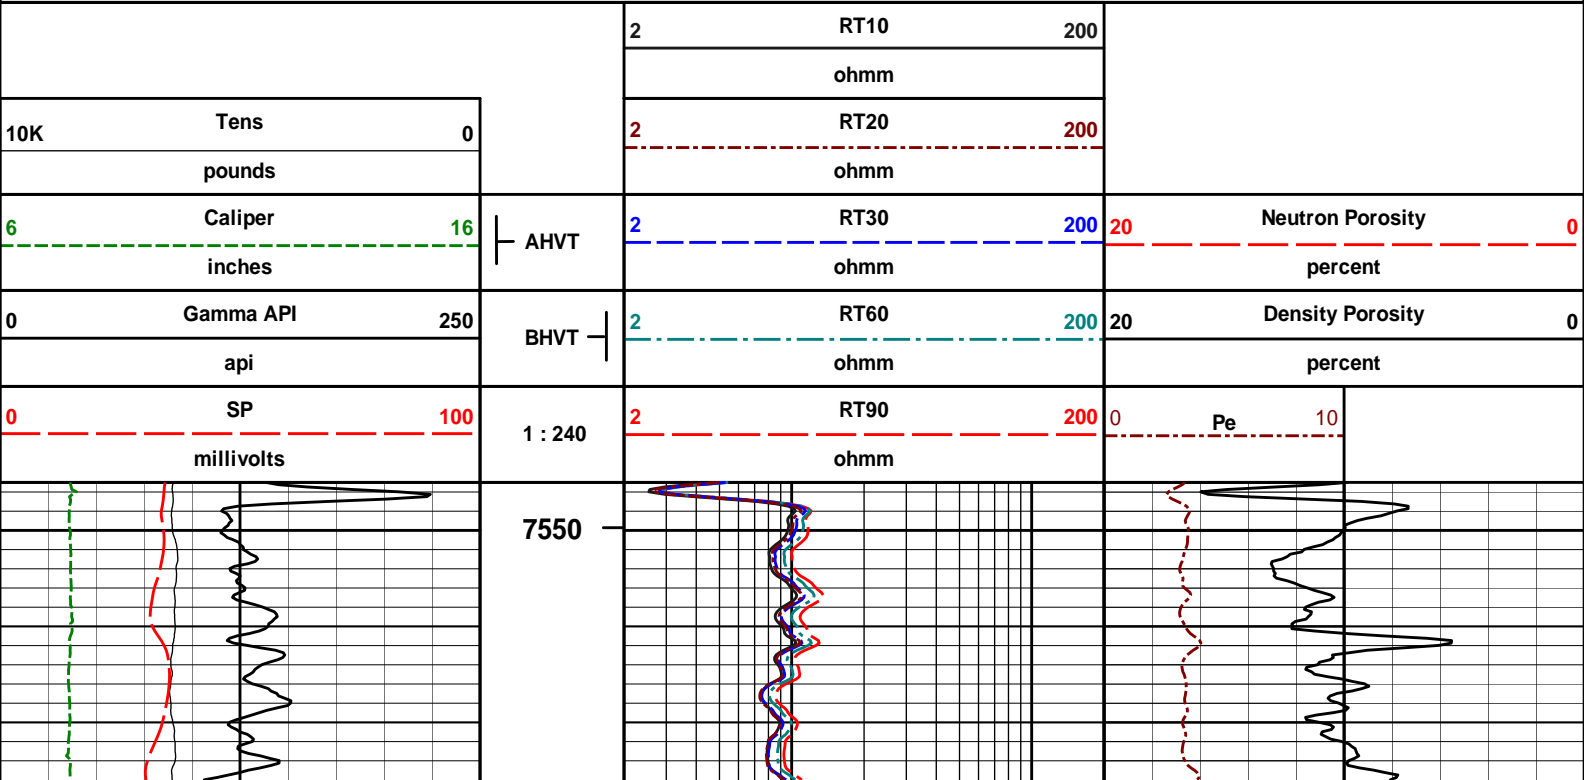 2 RT10 200
ohmm
10K Tens 0
pounds
2 RT20 200
ohmm
6 Caliper 16
inches
AHVT
2 RT30 200
ohmm
20 Neutron Porosity 0
percent
0 Gamma API 250
api
BHVT
2 RT60 200
ohmm
20 Density Porosity 0
percent
0 SP 100
millivolts
1 : 240
2 RT90 200
ohmm
0 Pe 10
7550